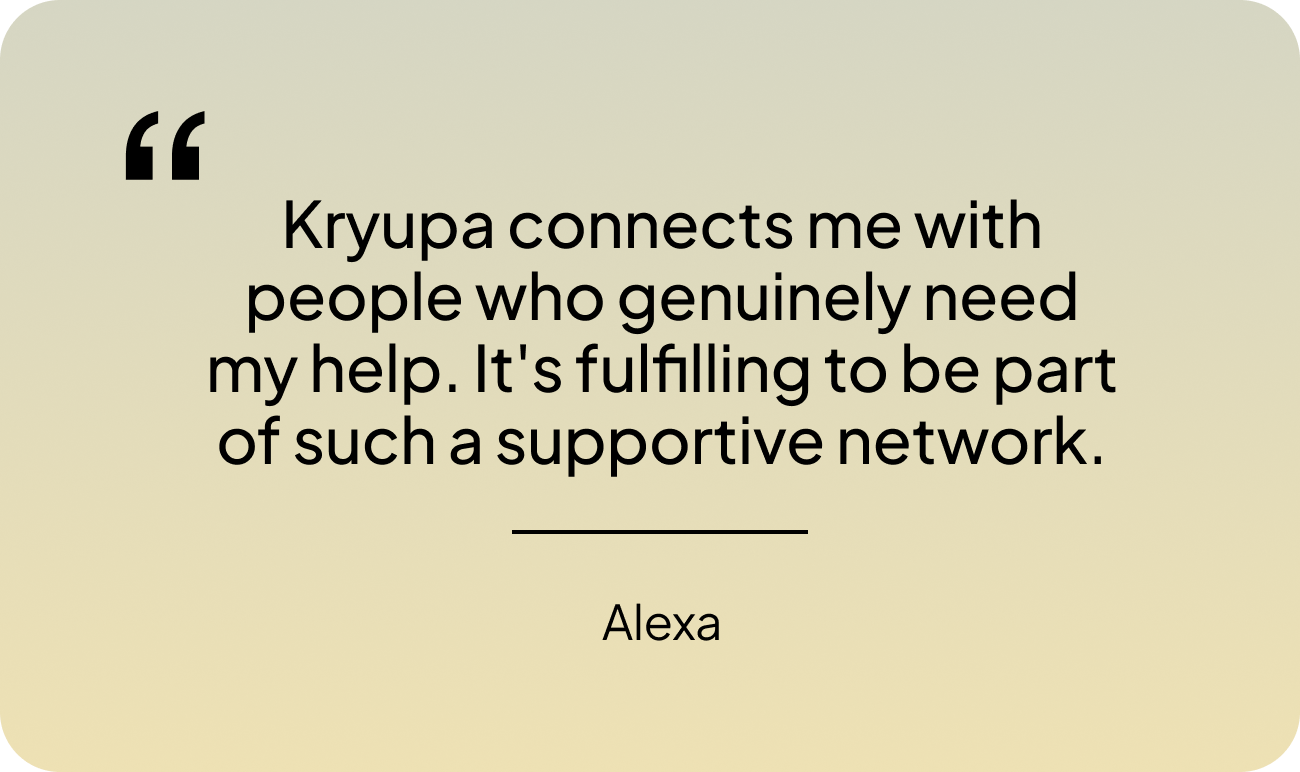 “
Kryupa connects me with
people who genuinely need
my help. It's fulfilling to be part
of such a supportive network.
Alexa